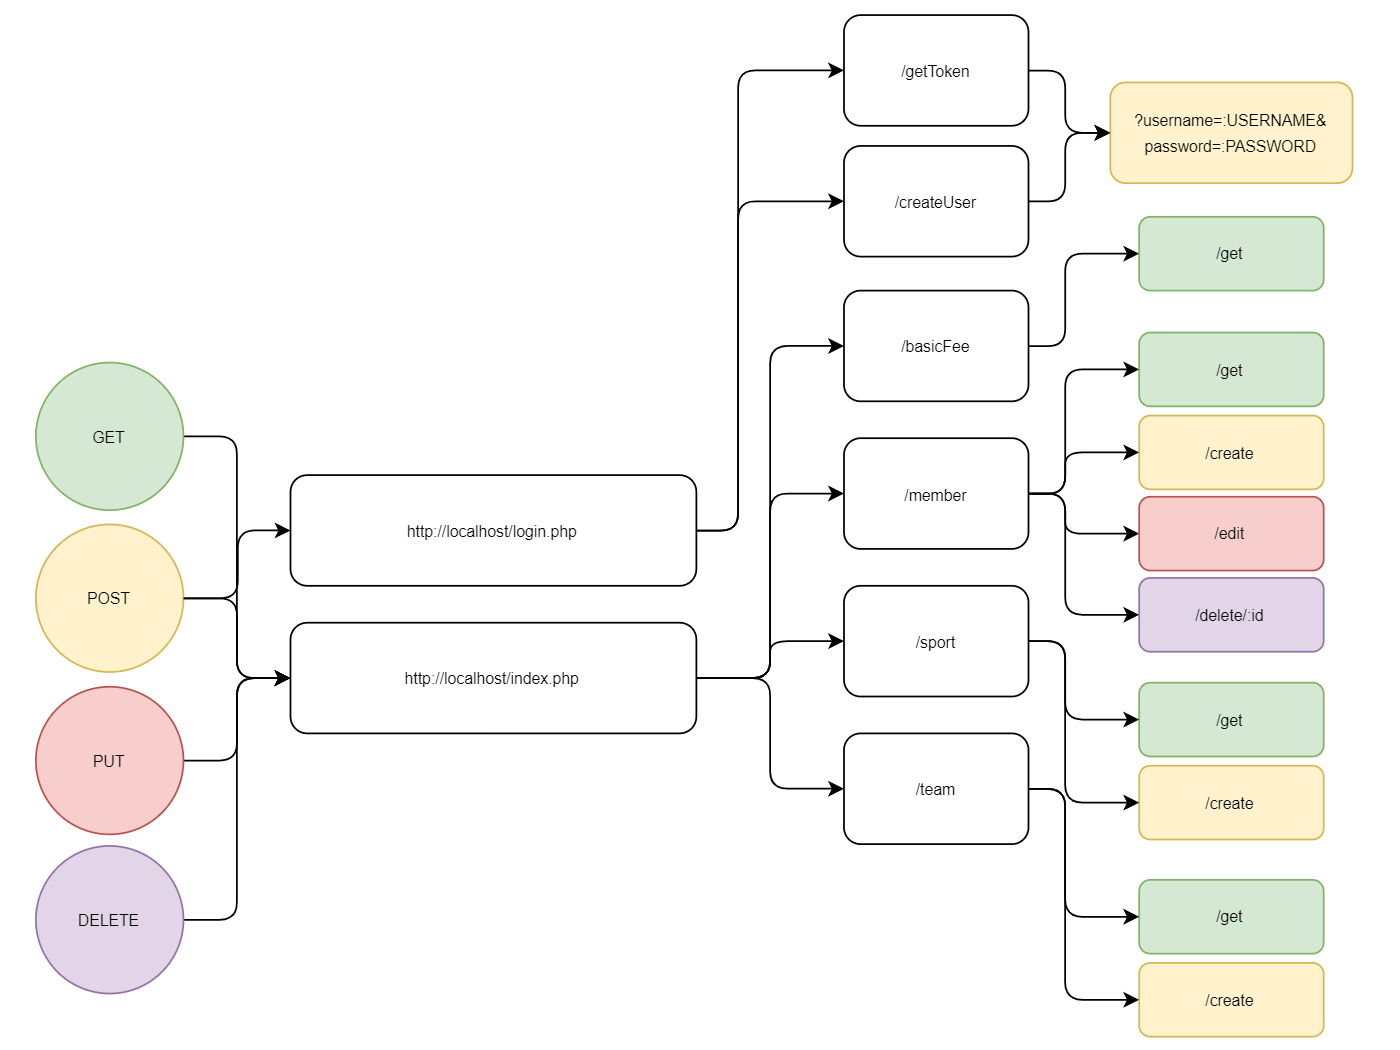 GET
POST
PUT
DELETE
http://localhost/login.php
http://localhost/index.php
/getToken
/createUser
/basicFee
/member
/sport
/team
?username=:USERNAME&
password=:PASSWORD
/get
/get
/create
/edit
/delete/:id
/get
/create
/get
/create